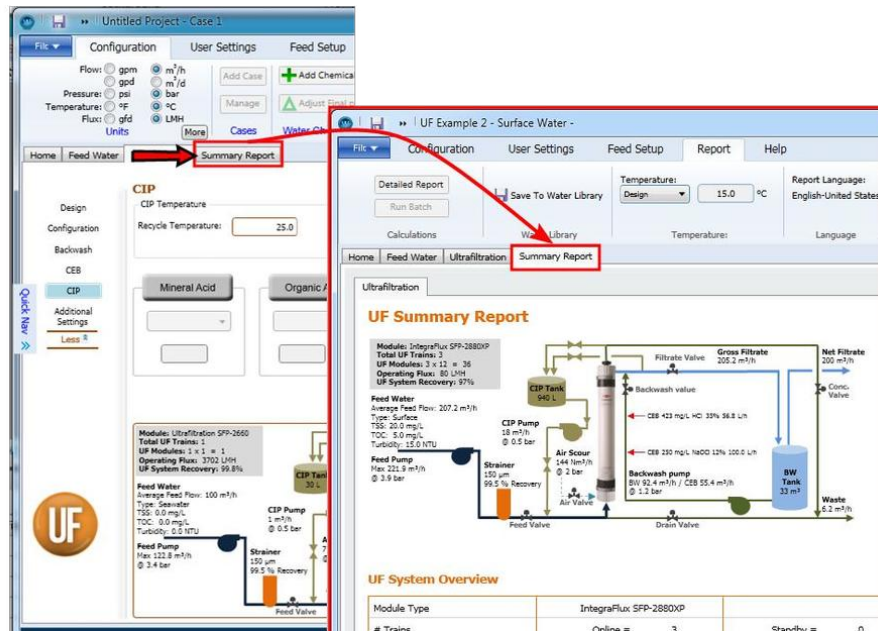 Untitled Project - Case 1
File
Configuration
User Settings
Feed Setup
Flow:
gpm
m³/h
gpd
m³/d
Pressure:
psi
bar
Temperature:
°F
°C
Flux:
gfd
LMH
Units
More
Add Case
Manage
Cases
Add Chemica
Adjust Final p
Water Ch
Home
Feed Water
Summary Report
Design
Configuration
Backwash
CEB
CIP
Additional
Settings
Less
Quick Nav
CIP
CIP Temperature
Recycle Temperature:
25.0
Mineral Acid
Organic A
Module: Ultrafiltration SFP-2660
Total UF Trains: 1
UF Modules: 1 x 1 = 1
Operating Flux: 3702 LMH
UF System Recovery: 99.8%
Feed Water
Average Feed Flow: 100 m³/h
Type: Seawater
TSS: 0.0 mg/L
TOC: 0.0 mg/L
Turbidity: 0.0 NTU
Feed Pump
Max 122.8 m³/h
@ 3.4 bar
CIP Tan
30 L
CIP Pump
1 m³/h
@ 0.5 bar
Strainer
150 µm
99.5 % Recovery
Feed Valve
UF
UF Example 2 - Surface Water -
File
Configuration
User Settings
Feed Setup
Report
Help
Detailed Report
Run Batch
Calculations
Save To Water Library
Temperature:
Design
15.0
°C
Temperature:
Report Language:
English-United States
Language
Home
Feed Water
Ultrafiltration
Summary Report
Ultrafiltration
UF Summary Report
Module: IntegraFlux SFP-2880XP
Total UF Trains: 3
UF Modules: 3 x 12 = 36
Operating Flux: 80 LMH
UF System Recovery: 97%
Feed Water
Average Feed Flow: 207.2 m³/h
Type: Surface
TSS: 20.0 mg/L
TOC: 5.0 mg/L
Turbidity: 15.0 NTU
Feed Pump
Max 221.9 m³/h
@ 3.9 bar
Strainer
150 µm
99.5 % Recovery
CIP Tank
940 L
CIP Pump
18 m³/h
@ 0.5 bar
Air Scour
144 Nm³/h
@ 2 bar
Air Valve
Feed Valve
Filtrate Valve
Gross Filtrate
205.2 m³/h
Net Filtrate
200 m³/h
Backwash valve
Conc.
Valve
CEB 423 mg/L HCl 33% 56.8 L/h
CEB 250 mg/L NaOCl 12% 100.0 L/h
Backwash pump
BW 92.4 m³/h / CEB 55.4 m³/h
@ 1.2 bar
BW
Tank
33 m³
Drain Valve
Waste
6.2 m³/h
UF System Overview
Module Type
IntegraFlux SFP-2880XP
# Trains
Online = 3
Standby = 0